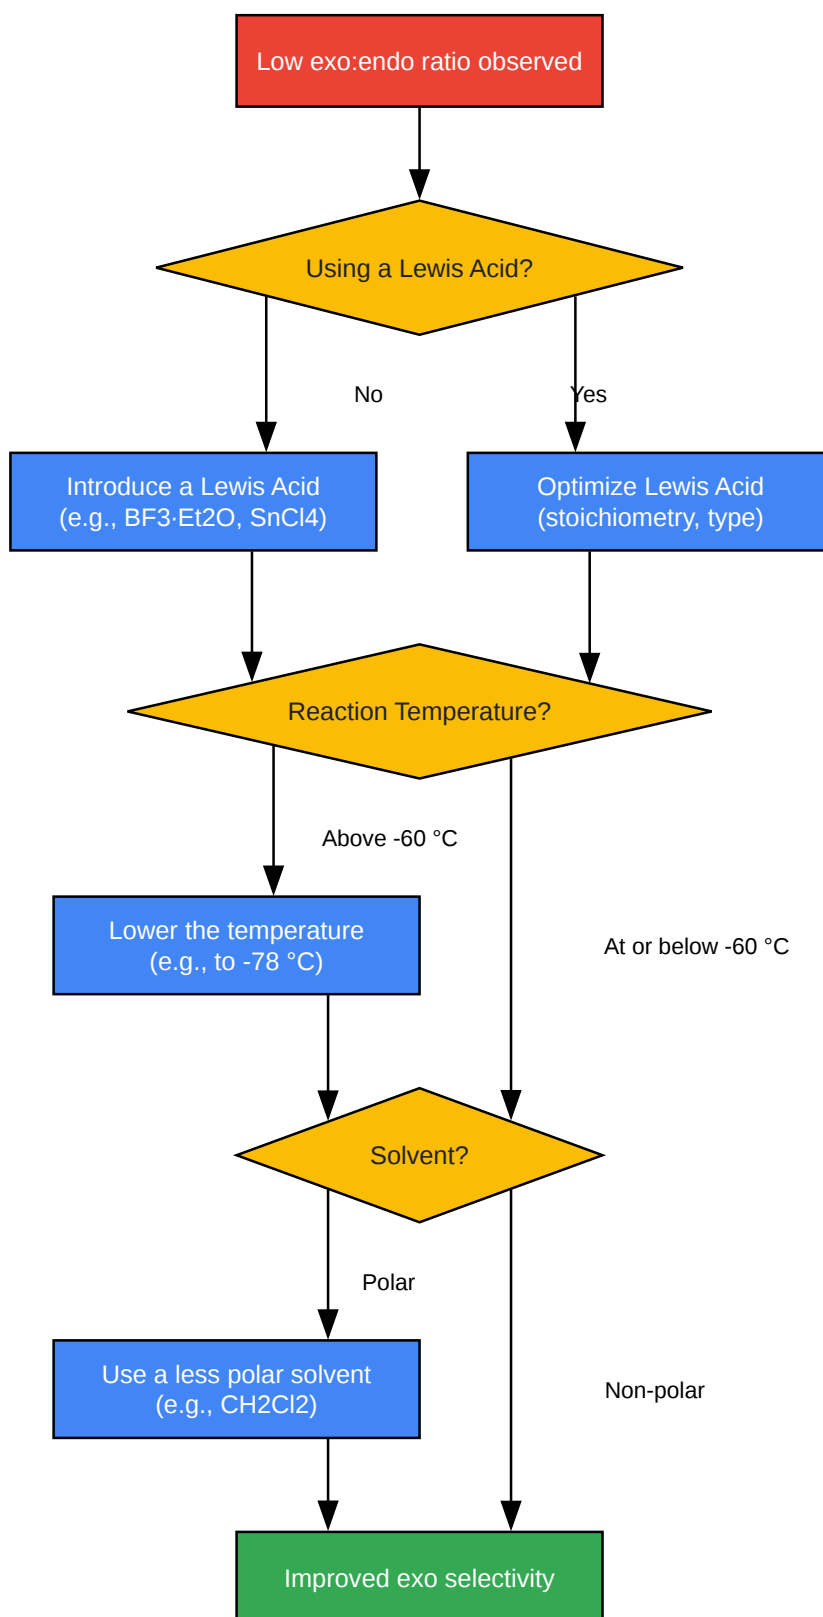 Low exo:endo ratio observed
Using a Lewis Acid?
No
Yes
Introduce a Lewis Acid
(e.g., BF3·Et2O, SnCl4)
Optimize Lewis Acid
(stoichiometry, type)
Reaction Temperature?
Above -60 °C
Lower the temperature
(e.g., to -78 °C)
At or below -60 °C
Solvent?
Polar
Use a less polar solvent
(e.g., CH2Cl2)
Non-polar
Improved exo selectivity